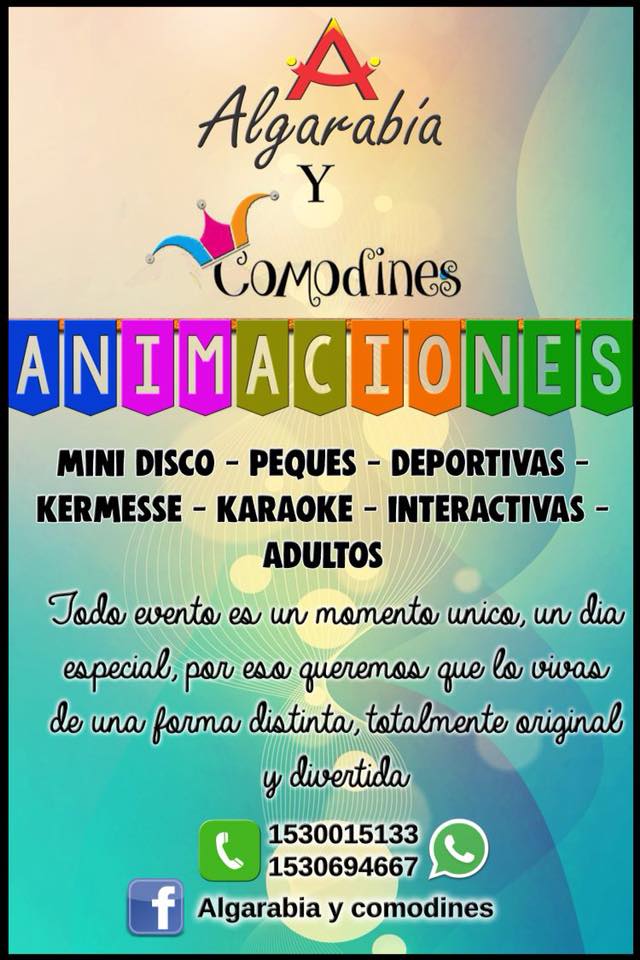 A
Algarabía
Y
Comodines
ANIMACIONES
MINI DISCO - PEQUES - DEPORTIVAS -
KERMESSE - KARAOKE - INTERACTIVAS -
ADULTOS
Todo evento es un momento unico, un dia
especial, por eso queremos que lo vivas
de una forma distinta, totalmente original
y divertida
1530015133
1530694667
f Algarabia y comodines